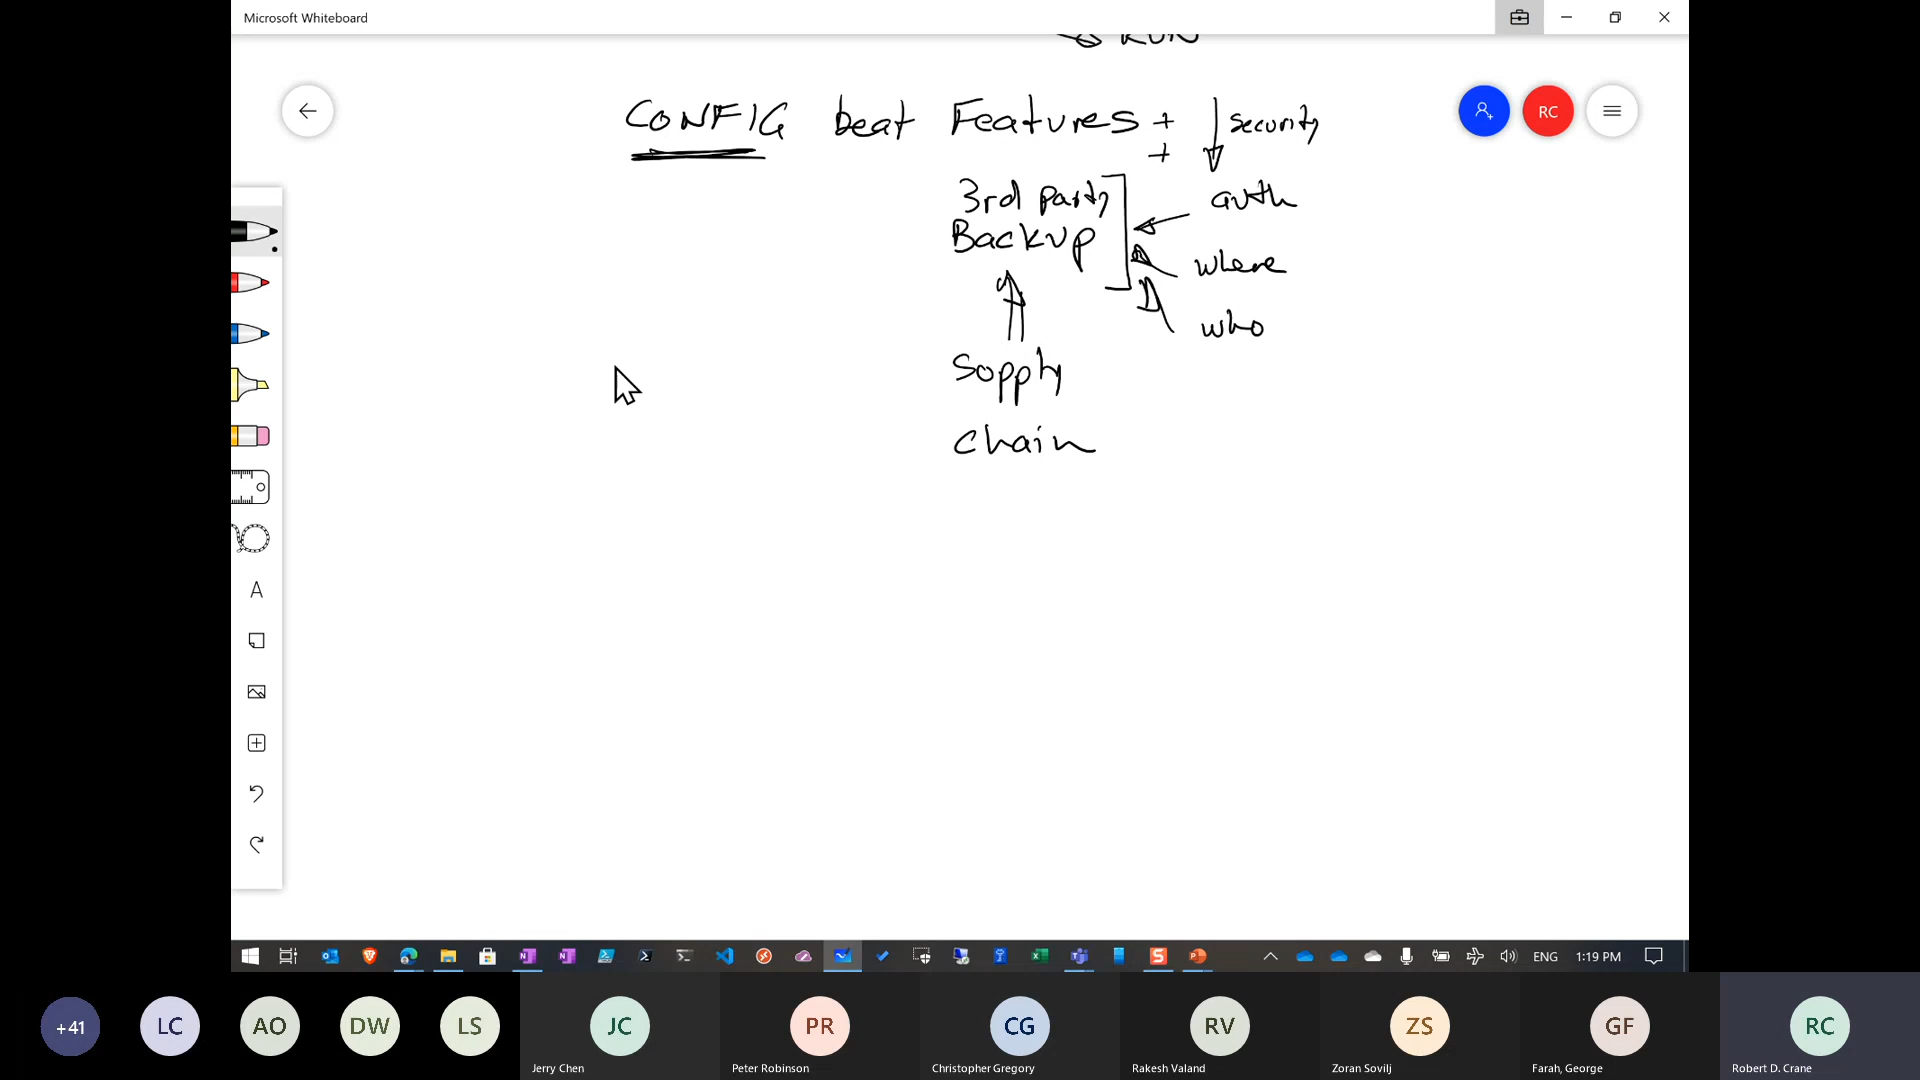 Microsoft Whiteboard
RUN
CONFIG beat Features + security
+
3rd party
Backup
auth
where
who
Supply
chain
RC
A
ENG
1:19 PM
+41
LC
AO
DW
LS
JC
PR
CG
RV
ZS
GF
RC
Jerry Chen
Peter Robinson
Christopher Gregory
Rakesh Valand
Zoran Sovilj
Farah, George
Robert D. Crane